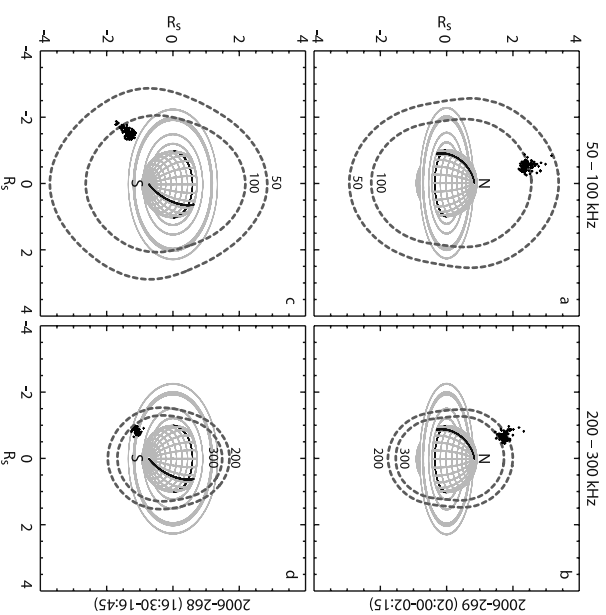 50 – 100 kHz
200 – 300 kHz
4
2
0
-2
-4
R_S
a
N
100
50
b
N
300
200
2006-269 (02:00-02:15)
2
0
-2
-4
R_S
c
50
100
S
d
200
300
S
2006-268 (16:30-16:45)
-4 -2 0 2 4 -4 -2 0 2 4
R_S R_S